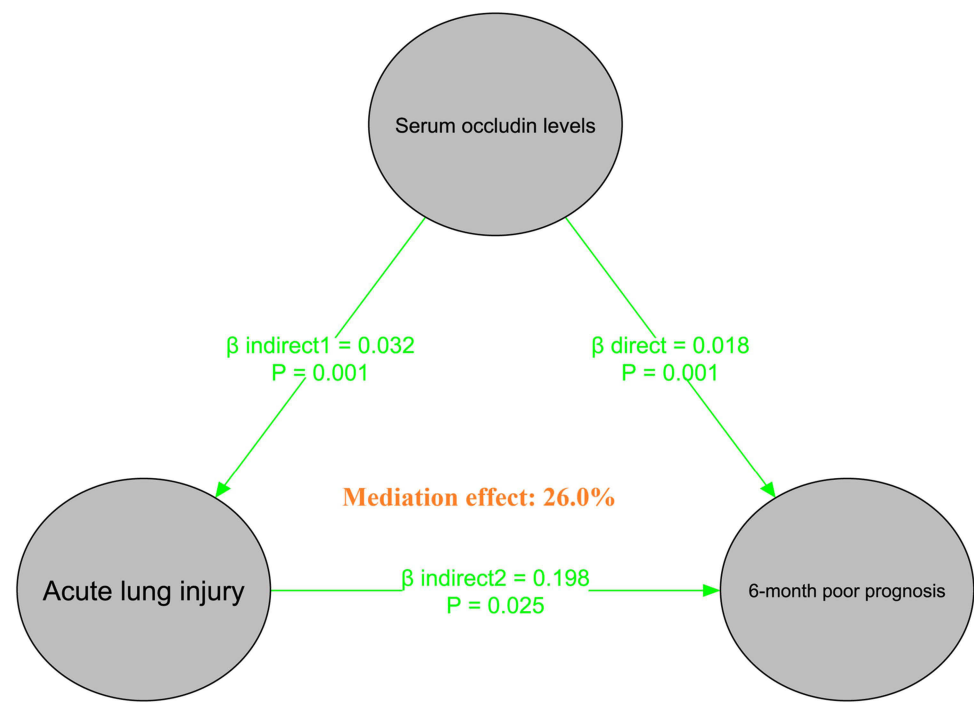 Serum occludin levels
β indirect1 = 0.032
P = 0.001
β direct = 0.018
P = 0.001
Mediation effect: 26.0%
Acute lung injury
β indirect2 = 0.198
P = 0.025
6-month poor prognosis